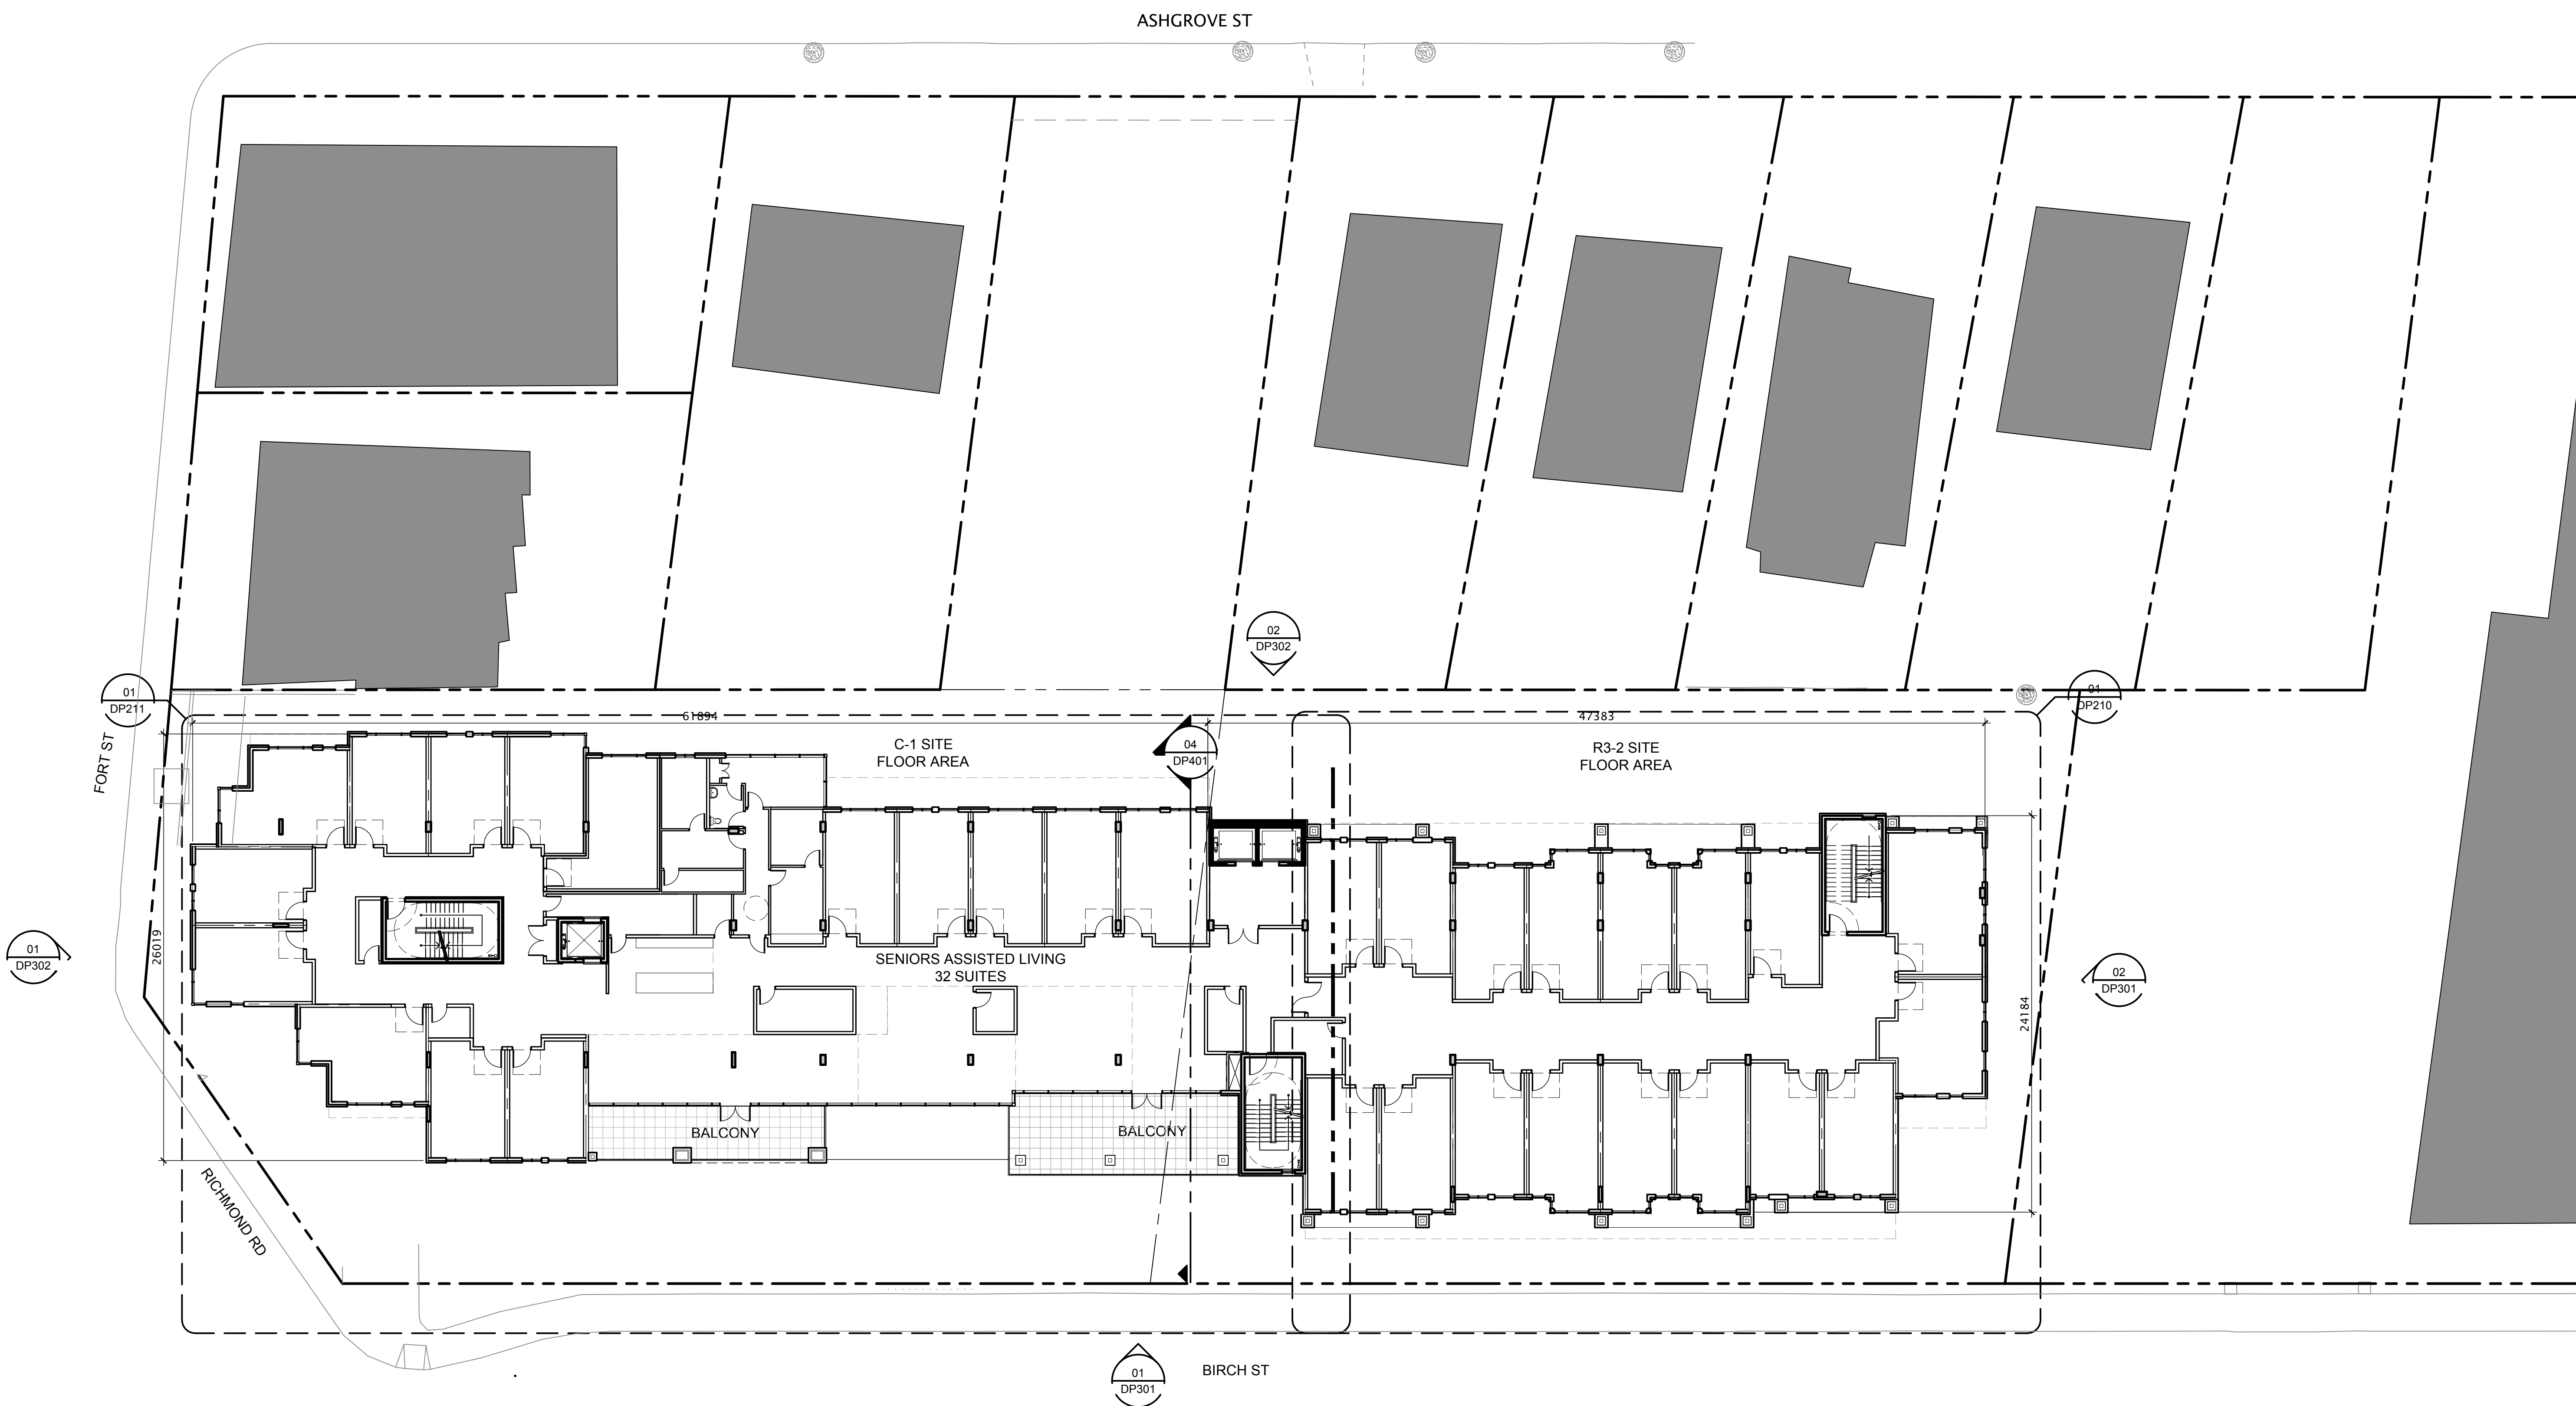 ASHGROVE ST
02
DP302
01
DP211
01
DP210
61894
47383
FORT ST
C-1 SITE
FLOOR AREA
04
DP401
R3-2 SITE
FLOOR AREA
26019
01
DP302
SENIORS ASSISTED LIVING
32 SUITES
02
DP301
24184
BALCONY
BALCONY
RICHMOND RD
01
DP301
BIRCH ST